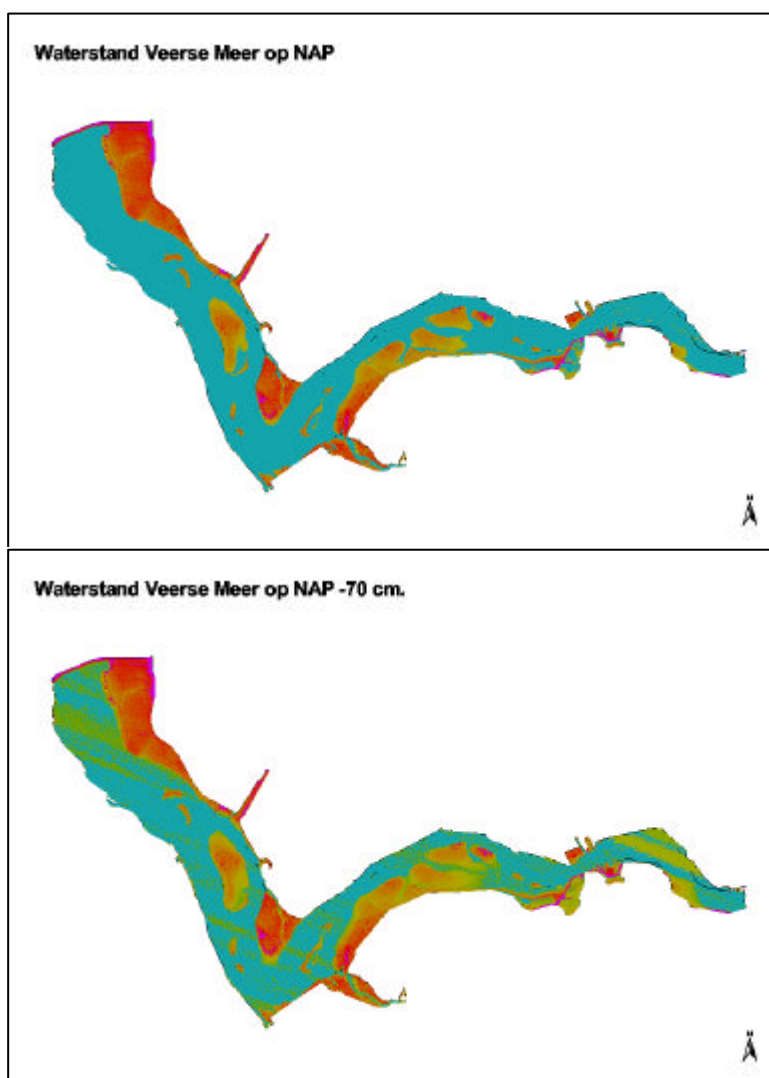 Waterstand Veerse Meer op NAP
Ä
Waterstand Veerse Meer op NAP -70 cm.
Ä